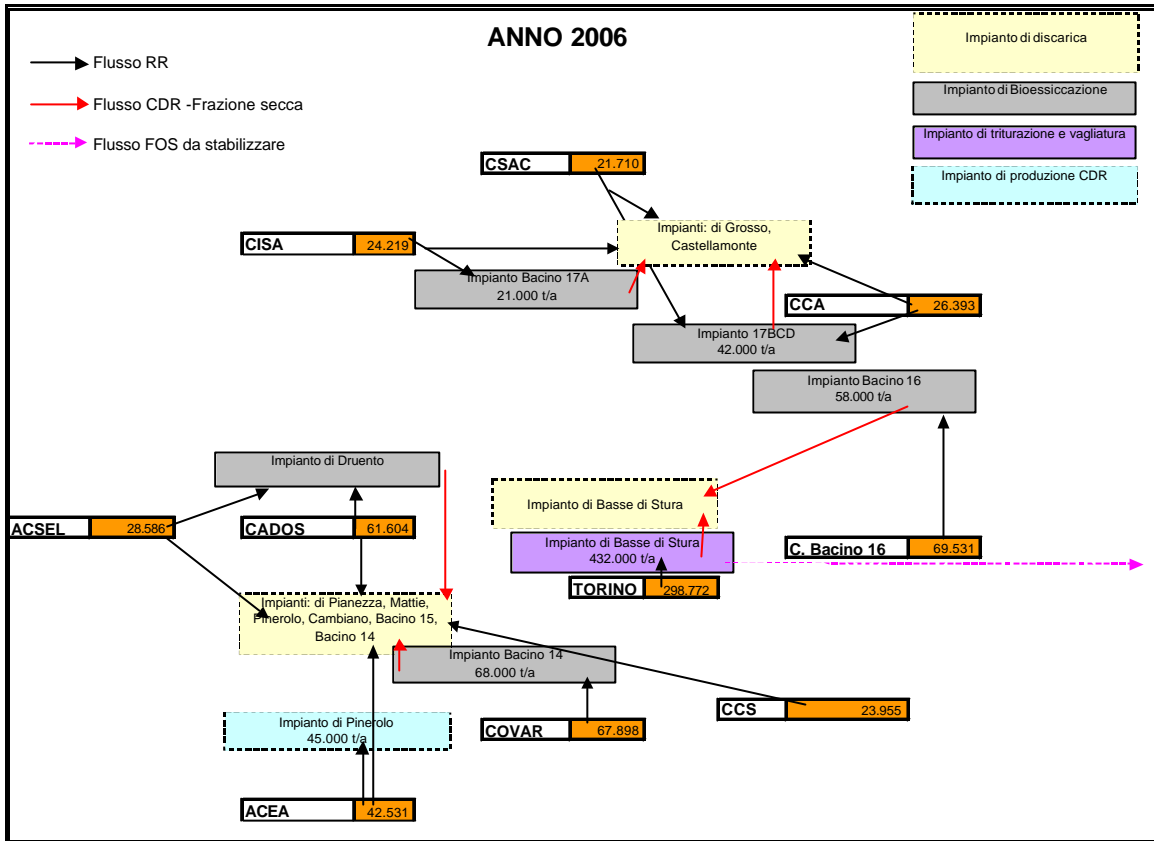 ANNO 2006
Flusso RR
Flusso CDR -Frazione secca
Flusso FOS da stabilizzare
Impianto di discarica
Impianto di Bioessiccazione
Impianto di triturazione e vagliatura
Impianto di produzione CDR
CSAC 21.710
Impianti: di Grosso,
Castellamonte
CISA 24.219
Impianto Bacino 17A
21.000 t/a
CCA 26.393
Impianto 17BCD
42.000 t/a
Impianto Bacino 16
58.000 t/a
Impianto di Druento
Impianto di Basse di Stura
ACSEL 28.586
CADOS 61.604
Impianto di Basse di Stura
432.000 t/a
C. Bacino 16 69.531
TORINO 298.772
Impianti: di Pianezza, Mattie,
Pinerolo, Cambiano, Bacino 15,
Bacino 14
Impianto Bacino 14
68.000 t/a
CCS 23.955
Impianto di Pinerolo
45.000 t/a
COVAR 67.898
ACEA 42.531